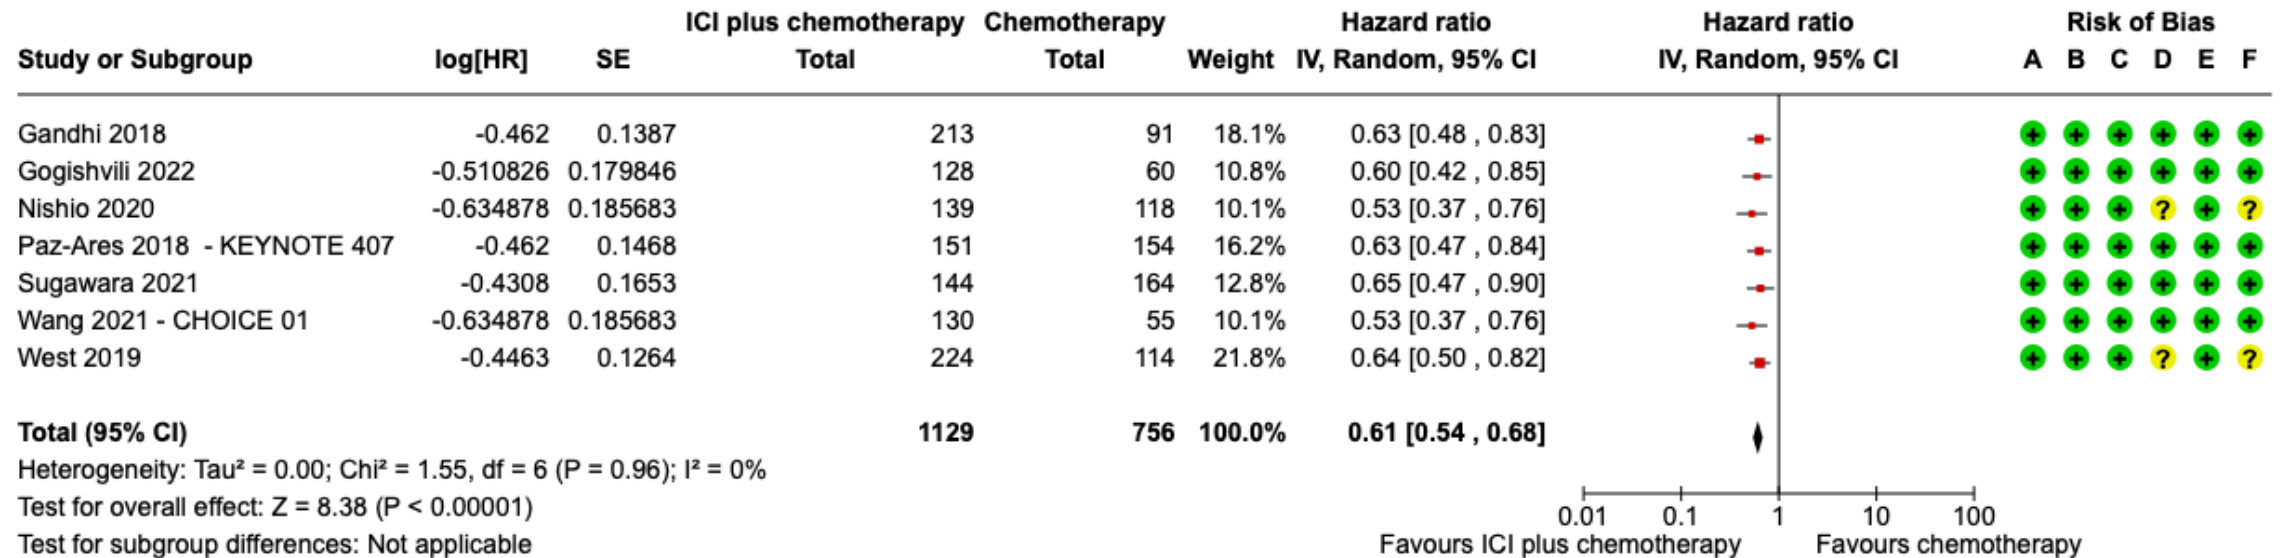 ICI plus chemotherapy Chemotherapy Hazard ratio Hazard ratio Risk of Bias
Study or Subgroup log[HR] SE Total Total Weight IV, Random, 95% CI IV, Random, 95% CI A B C D E F
Gandhi 2018 -0.462 0.1387 213 91 18.1% 0.63 [0.48 , 0.83] + + + + + +
Gogishvili 2022 -0.510826 0.179846 128 60 10.8% 0.60 [0.42 , 0.85] + + + + + +
Nishio 2020 -0.634878 0.185683 139 118 10.1% 0.53 [0.37 , 0.76] + + + ? + ?
Paz-Ares 2018 - KEYNOTE 407 -0.462 0.1468 151 154 16.2% 0.63 [0.47 , 0.84] + + + + + +
Sugawara 2021 -0.4308 0.1653 144 164 12.8% 0.65 [0.47 , 0.90] + + + + + +
Wang 2021 - CHOICE 01 -0.634878 0.185683 130 55 10.1% 0.53 [0.37 , 0.76] + + + + + +
West 2019 -0.4463 0.1264 224 114 21.8% 0.64 [0.50 , 0.82] + + + ? + ?
Total (95% CI) 1129 756 100.0% 0.61 [0.54 , 0.68]
Heterogeneity: Tau² = 0.00; Chi² = 1.55, df = 6 (P = 0.96); I² = 0%
Test for overall effect: Z = 8.38 (P < 0.00001)
0.01 0.1 1 10 100
Test for subgroup differences: Not applicable Favours ICI plus chemotherapy Favours chemotherapy